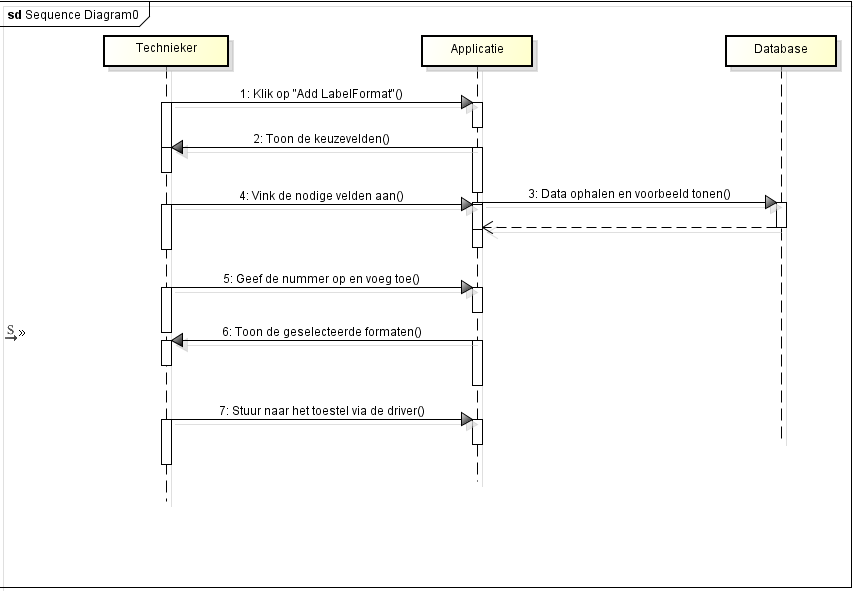 sd Sequence Diagram0
Technieker
Applicatie
Database
1: Klik op "Add LabelFormat"()
2: Toon de keuzevelden()
3: Data ophalen en voorbeeld tonen()
4: Vink de nodige velden aan()
5: Geef de nummer op en voeg toe()
S »
6: Toon de geselecteerde formaten()
7: Stuur naar het toestel via de driver()